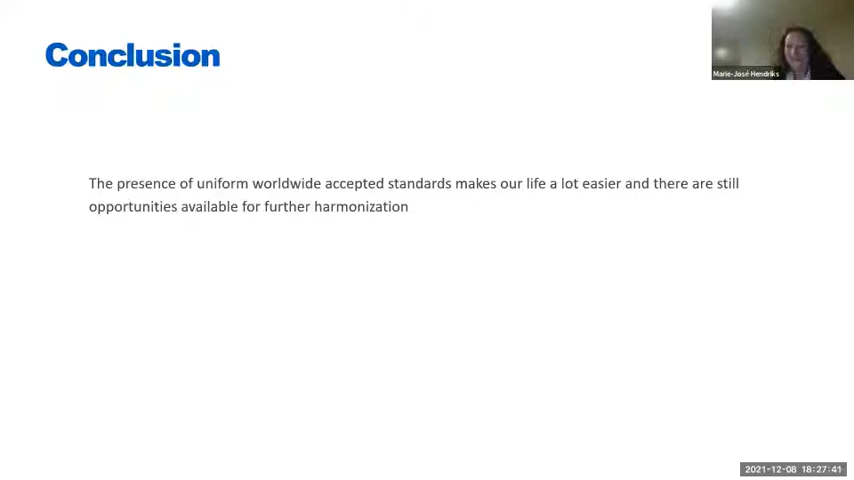 Conclusion
Marie-José Hendriks
The presence of uniform worldwide accepted standards makes our life a lot easier and there are still
opportunities available for further harmonization
2021-12-08 18:27:41